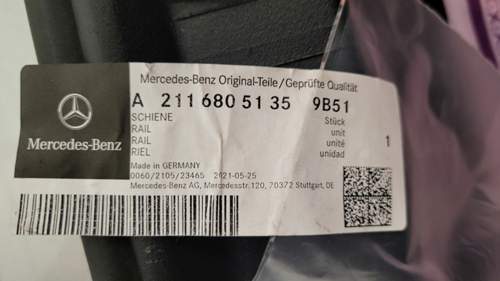 Mercedes-Benz Original-Teile/Geprüfte Qualität
A 211 680 51 35 9B51
SCHIENE Stück
RAIL unit
RAIL unité 1
RIEL unidad
Made in GERMANY
0060/2105/23465 2021-05-25
Mercedes-Benz AG, Mercedesstr.120, 70372 Stuttgart, DE
Mercedes-Benz